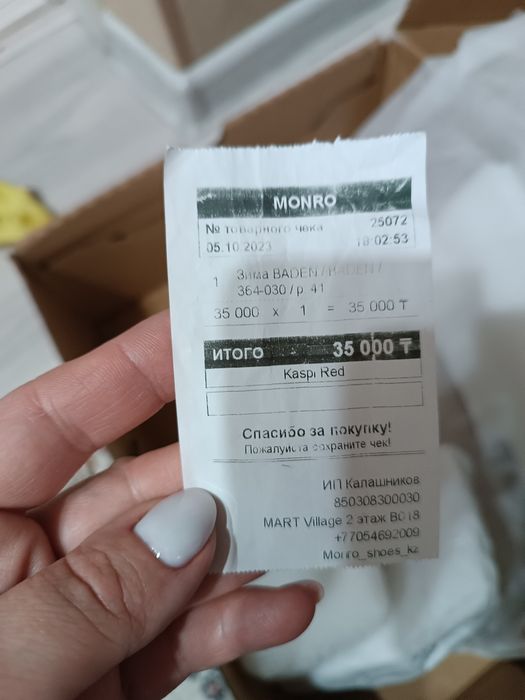 MONRO
№ товарного чека 25072
05.10.2023 18:02:53
1 Зима BADEN / BADEN /
364-030 / р. 41
35 000 x 1 = 35 000 ₸
ИТОГО 35 000 ₸
Kaspi Red
Спасибо за покупку!
Пожалуйста сохраните чек!
ИП Калашников
850308300030
MART Village 2 этаж B018
+77054692009
Monro_shoes_kz